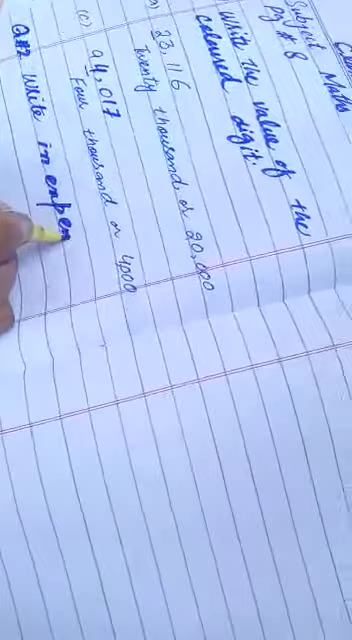 Subject Maths
Pg # 8
Write the value of the
coloured digit.
23,116
Twenty thousand or 20,000
(c) 94,017
Four thousand or 4000
Q#2 Write in expen